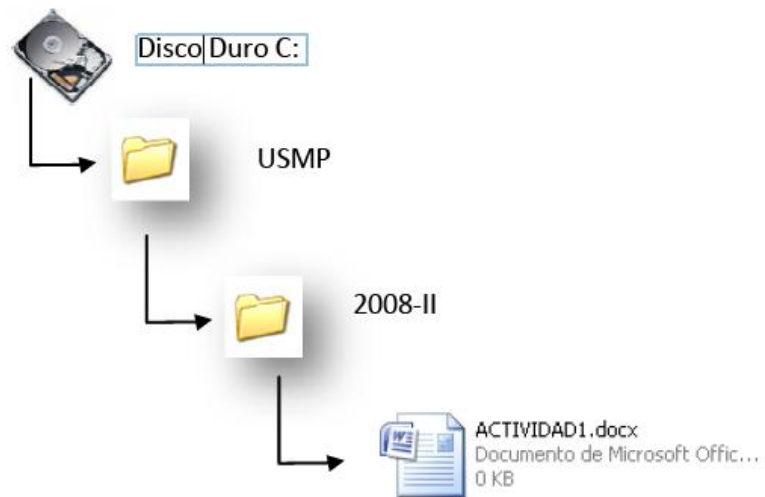 Disco Duro C:
USMP
2008-II
ACTIVIDAD1.docx
Documento de Microsoft Offic...
0 KB